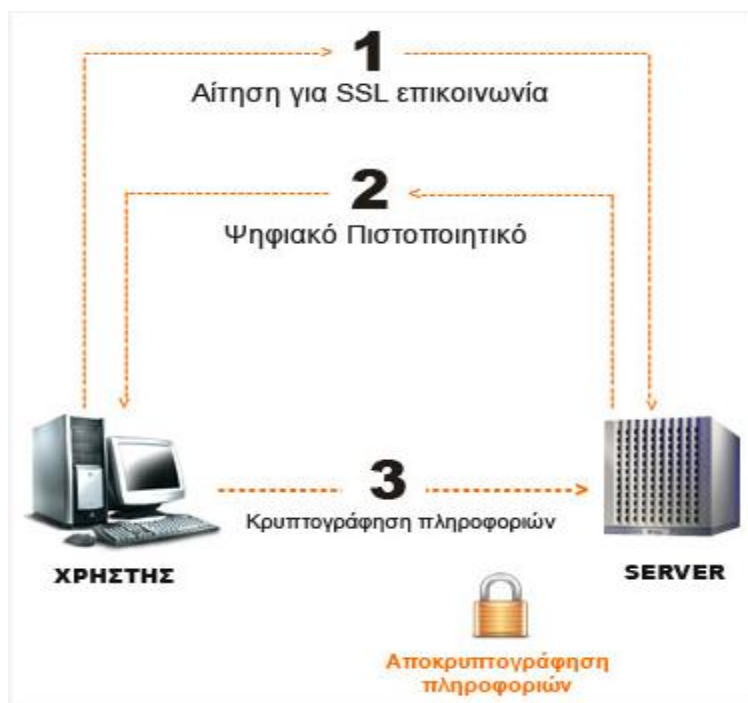 1
Αίτηση για SSL επικοινωνία
2
Ψηφιακό Πιστοποιητικό
3
Κρυπτογράφηση πληροφοριών
ΧΡΗΣΤΗΣ
SERVER
Αποκρυπτογράφηση
πληροφοριών